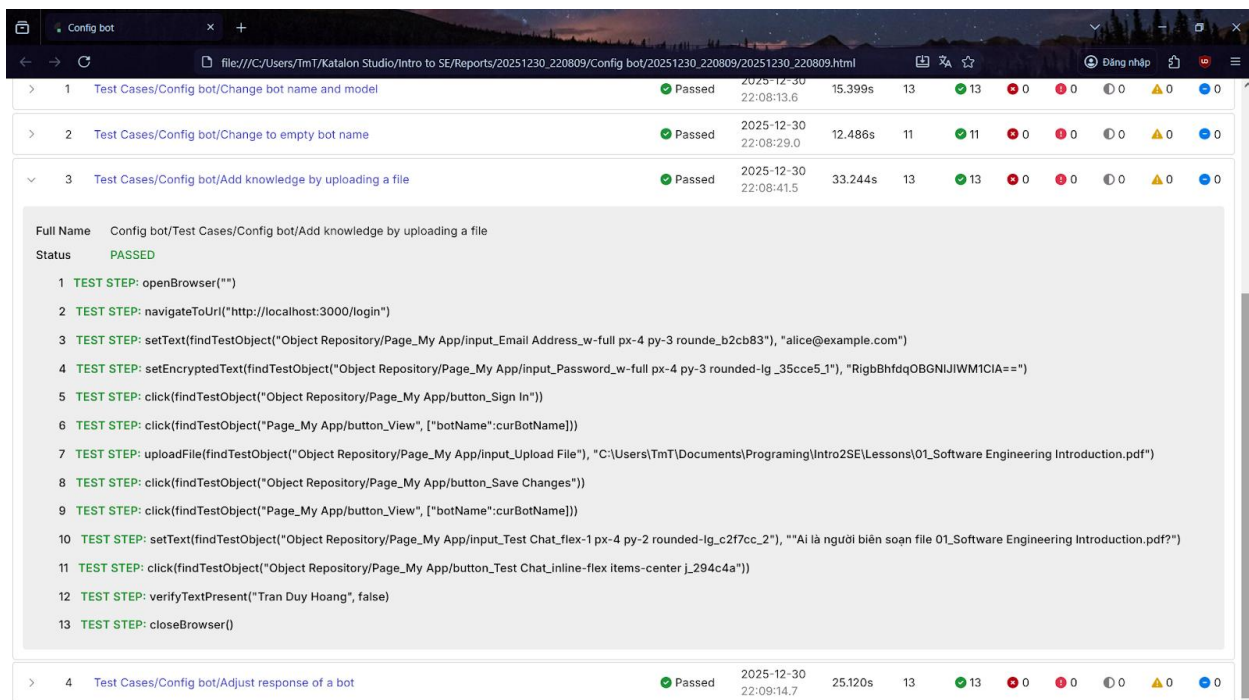 Config bot
file:///C:/Users/TmT/Katalon Studio/Intro to SE/Reports/20251230_220809/Config bot/20251230_220809/20251230_220809.html
Đăng nhập
1 Test Cases/Config bot/Change bot name and model Passed 2025-12-30 15.399s 13 13 0 0 0 0 0
22:08:13.6
2 Test Cases/Config bot/Change to empty bot name Passed 2025-12-30 12.486s 11 11 0 0 0 0 0
22:08:29.0
3 Test Cases/Config bot/Add knowledge by uploading a file Passed 2025-12-30 33.244s 13 13 0 0 0 0 0
22:08:41.5
Full Name Config bot/Test Cases/Config bot/Add knowledge by uploading a file
Status PASSED
1 TEST STEP: openBrowser("")
2 TEST STEP: navigateToUrl("http://localhost:3000/login")
3 TEST STEP: setText(findTestObject("Object Repository/Page_My App/input_Email Address_w-full px-4 py-3 rounde_b2cb83"), "alice@example.com")
4 TEST STEP: setEncryptedText(findTestObject("Object Repository/Page_My App/input_Password_w-full px-4 py-3 rounded-lg _35cce5_1"), "RigbBhfdqOBGNIJIWM1ClA==")
5 TEST STEP: click(findTestObject("Object Repository/Page_My App/button_Sign In"))
6 TEST STEP: click(findTestObject("Page_My App/button_View", ["botName":curBotName]))
7 TEST STEP: uploadFile(findTestObject("Object Repository/Page_My App/input_Upload File"), "C:\Users\TmT\Documents\Programing\Intro2SE\Lessons\01_Software Engineering Introduction.pdf")
8 TEST STEP: click(findTestObject("Object Repository/Page_My App/button_Save Changes"))
9 TEST STEP: click(findTestObject("Page_My App/button_View", ["botName":curBotName]))
10 TEST STEP: setText(findTestObject("Object Repository/Page_My App/input_Test Chat_flex-1 px-4 py-2 rounded-lg_c2f7cc_2"), ""Ai là người biên soạn file 01_Software Engineering Introduction.pdf?")
11 TEST STEP: click(findTestObject("Object Repository/Page_My App/button_Test Chat_inline-flex items-center j_294c4a"))
12 TEST STEP: verifyTextPresent("Tran Duy Hoang", false)
13 TEST STEP: closeBrowser()
4 Test Cases/Config bot/Adjust response of a bot Passed 2025-12-30 25.120s 13 13 0 0 0 0 0
22:09:14.7